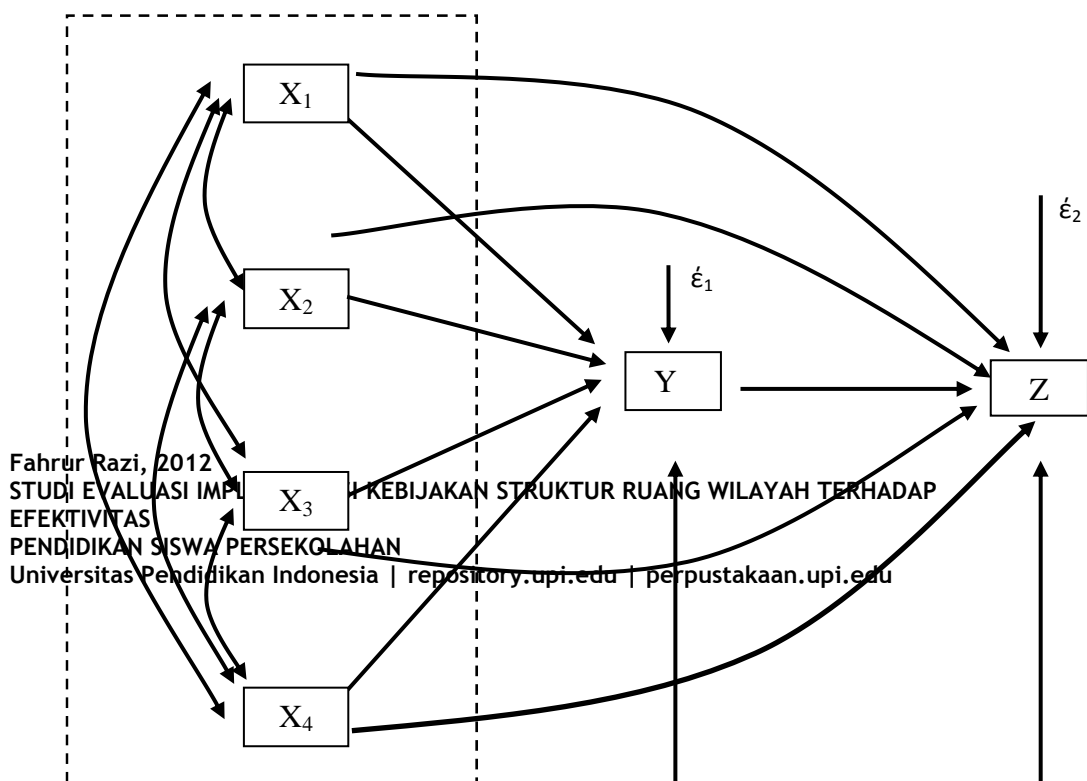 X₁
έ₂
X₂
έ₁
Y
Z
Fahrur Razi, 2012
X₃
STUDI EVALUASI IMPL I KEBIJAKAN STRUKTUR RUANG WILAYAH TERHADAP
EFEKTIVITAS
PENDIDIKAN SISWA PERSEKOLAHAN
Universitas Pendidikan Indonesia | repository.upi.edu | perpustakaan.upi.edu
X₄